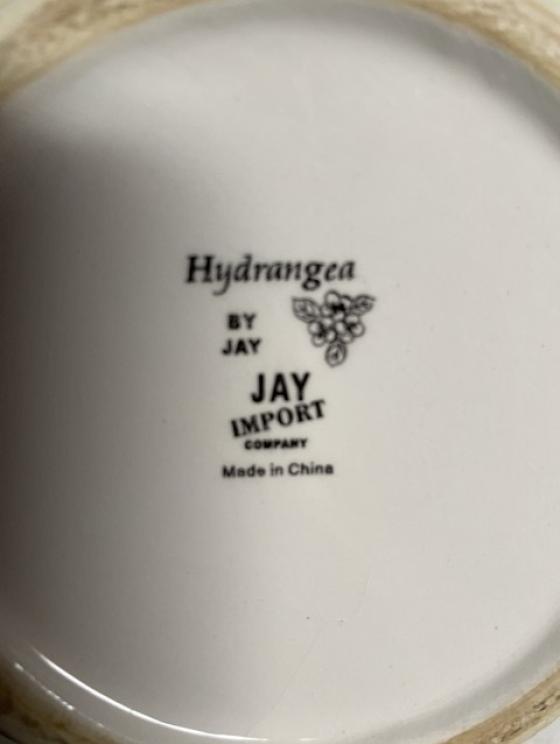 Hydrangea
BY
JAY
JAY
IMPORT
COMPANY
Made in China